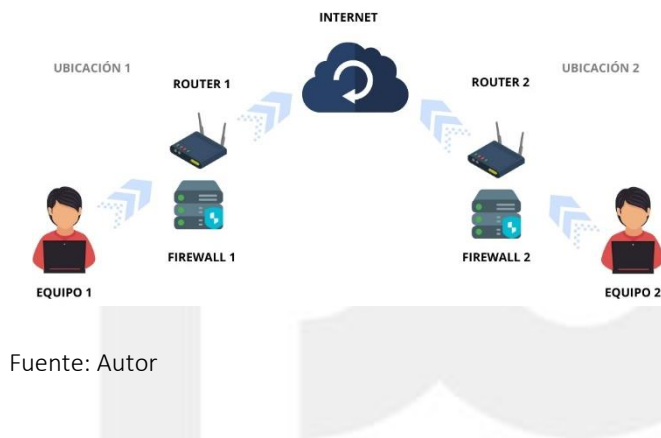 INTERNET
UBICACIÓN 1
UBICACIÓN 2
ROUTER 1
ROUTER 2
FIREWALL 1
FIREWALL 2
EQUIPO 1
EQUIPO 2
Fuente: Autor